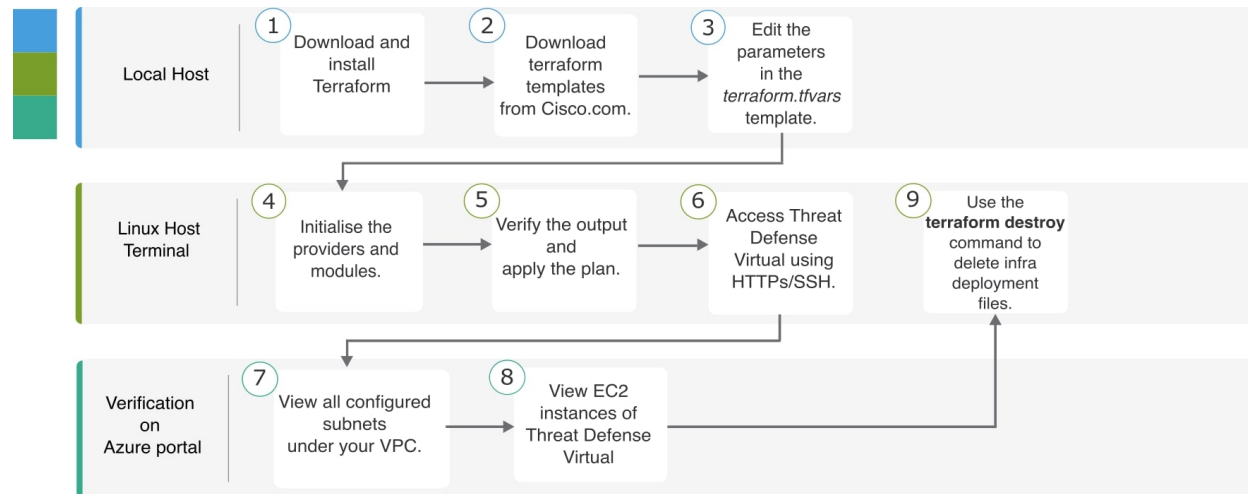 Local Host
1
Download and
install
Terraform
2
Download
terraform
templates
from Cisco.com.
3
Edit the
parameters
in the
terraform.tfvars
template.
Linux Host
Terminal
4
Initialise the
providers and
modules.
5
Verify the output
and
apply the plan.
6
Access Threat
Defense
Virtual using
HTTPs/SSH.
9
Use the
terraform destroy
command to
delete infra
deployment
files.
Verification
on
Azure portal
7
View all configured
subnets
under your VPC.
8
View EC2
instances of
Threat Defense
Virtual